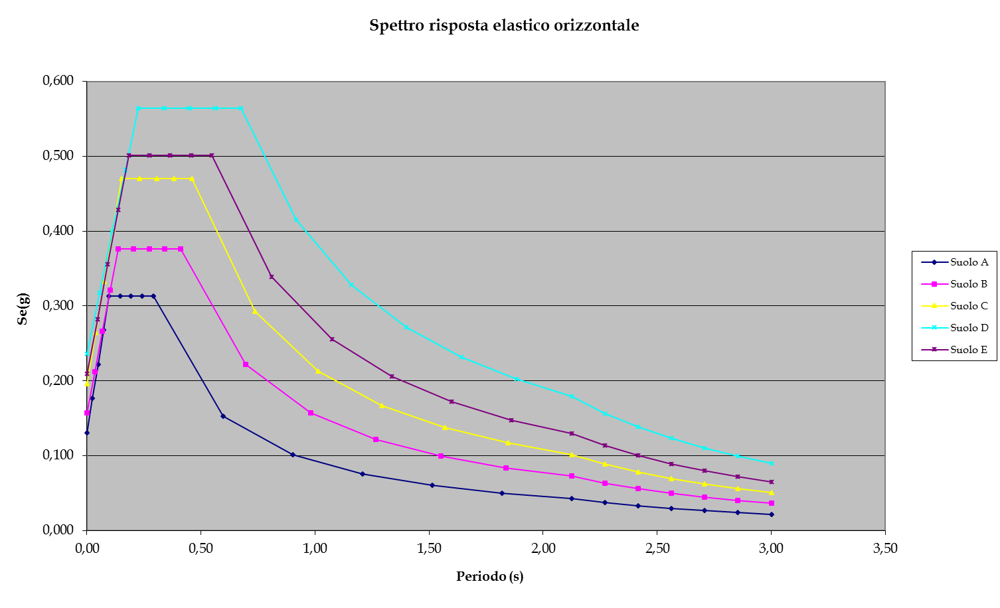 Spettro risposta elastico orizzontale
0,600
0,500
0,400
0,300
0,200
0,100
0,000
Se(g)
0,00 0,50 1,00 1,50 2,00 2,50 3,00 3,50
Periodo (s)
Suolo A
Suolo B
Suolo C
Suolo D
Suolo E